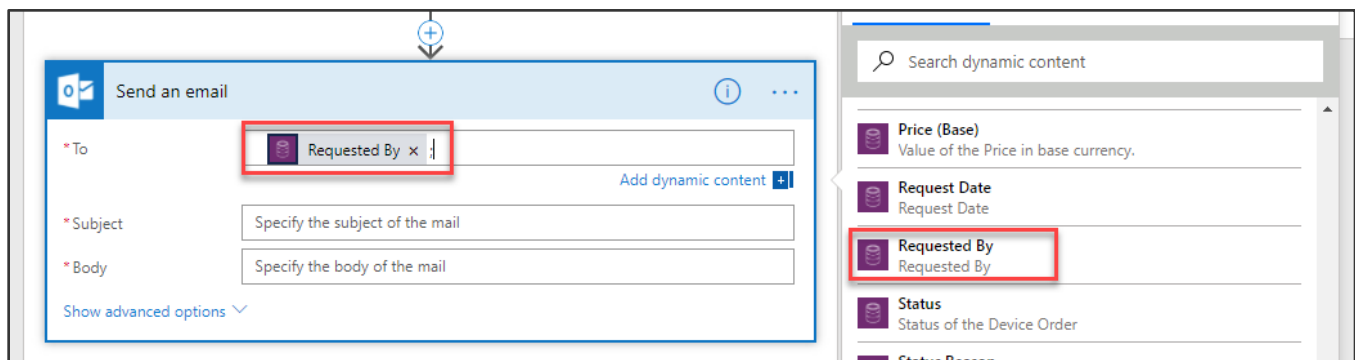 Send an email
* To
Requested By × ;
Add dynamic content
* Subject
Specify the subject of the mail
* Body
Specify the body of the mail
Show advanced options
Search dynamic content
Price (Base)
Value of the Price in base currency.
Request Date
Request Date
Requested By
Requested By
Status
Status of the Device Order
Status Reason